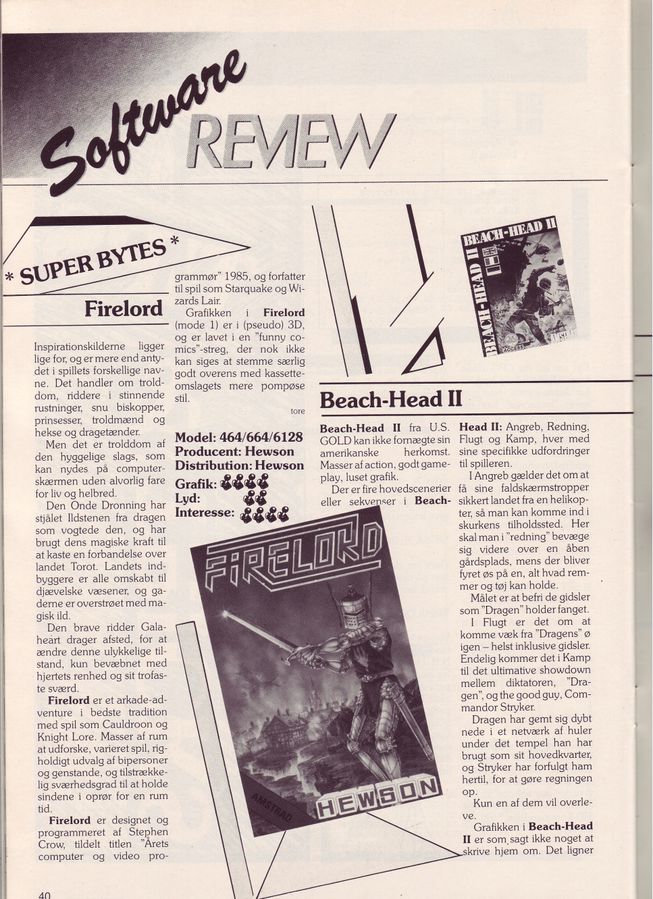 Software
REVIEW
* SUPER BYTES *
Firelord
Inspirationskilderne ligger
lige for, og er mere end anty-
det i spillets forskellige nav-
ne. Det handler om trold-
dom, riddere i stinnende
rustninger, snu biskopper,
prinsesser, troldmænd og
hekse og dragetænder.
Men det er trolddom af
den hyggelige slags, som
kan nydes på computer-
skærmen uden alvorlig fare
for liv og helbred.
Den Onde Dronning har
stjålet Ildstenen fra dragen
som vogtede den, og har
brugt dens magiske kraft til
at kaste en forbandelse over
landet Torot. Landets ind-
byggere er alle omskabt til
djævelske væsener, og ga-
derne er overstrøet med ma-
gisk ild.
Den brave ridder Gala-
heart drager afsted, for at
ændre denne ulykkelige til-
stand, kun bevæbnet med
hjertets renhed og sit trofas-
te sværd.
Firelord er et arkade-ad-
venture i bedste tradition
med spil som Cauldroon og
Knight Lore. Masser af rum
at udforske, varieret spil, rig-
holdigt udvalg af bipersoner
og genstande, og tilstrække-
lig sværhedsgrad til at holde
sindene i oprør for en rum
tid.
Firelord er designet og
programmeret af Stephen
Crow, tildelt titlen "Årets
computer og video pro-
grammør" 1985, og forfatter
til spil som Starquake og Wi-
zards Lair.
Grafikken i Firelord
(mode 1) er i (pseudo) 3D,
og er lavet i en "funny co-
mics"-streg, der nok ikke
kan siges at stemme særlig
godt overens med kassette-
omslagets mere pompøse
stil.
tore
Model: 464/664/6128
Producent: Hewson
Distribution: Hewson
Grafik:
Lyd:
Interesse:
FIRELORD
AMSTRAD
HEWSON
BEACH-HEAD II
BEACH-HEAD II
Beach-Head II
Beach-Head II fra U.S.
GOLD kan ikke fornægte sin
amerikanske herkomst.
Masser af action, godt game-
play, luset grafik.
Der er fire hovedscenerier
eller sekvenser i Beach-
Head II: Angreb, Redning,
Flugt og Kamp, hver med
sine specifikke udfordringer
til spilleren.
I Angreb gælder det om at
få sine faldskærmstropper
sikkert landet fra en helikop-
ter, så man kan komme ind i
skurkens tilholdssted. Her
skal man i "redning" bevæge
sig videre over en åben
gårdsplads, mens der bliver
fyret øs på en, alt hvad rem-
mer og tøj kan holde.
Målet er at befri de gidsler
som "Dragen" holder fanget.
I Flugt er det om at
komme væk fra "Dragens" ø
igen – helst inklusive gidsler.
Endelig kommer det i Kamp
til det ultimative showdown
mellem diktatoren, "Dra-
gen", og the good guy, Com-
mandor Stryker.
Dragen har gemt sig dybt
nede i et netværk af huler
under det tempel han har
brugt som sit hovedkvarter,
og Stryker har forfulgt ham
hertil, for at gøre regningen
op.
Kun en af dem vil overle-
ve.
Grafikken i Beach-Head
II er som sagt ikke noget at
skrive hjem om. Det ligner
40